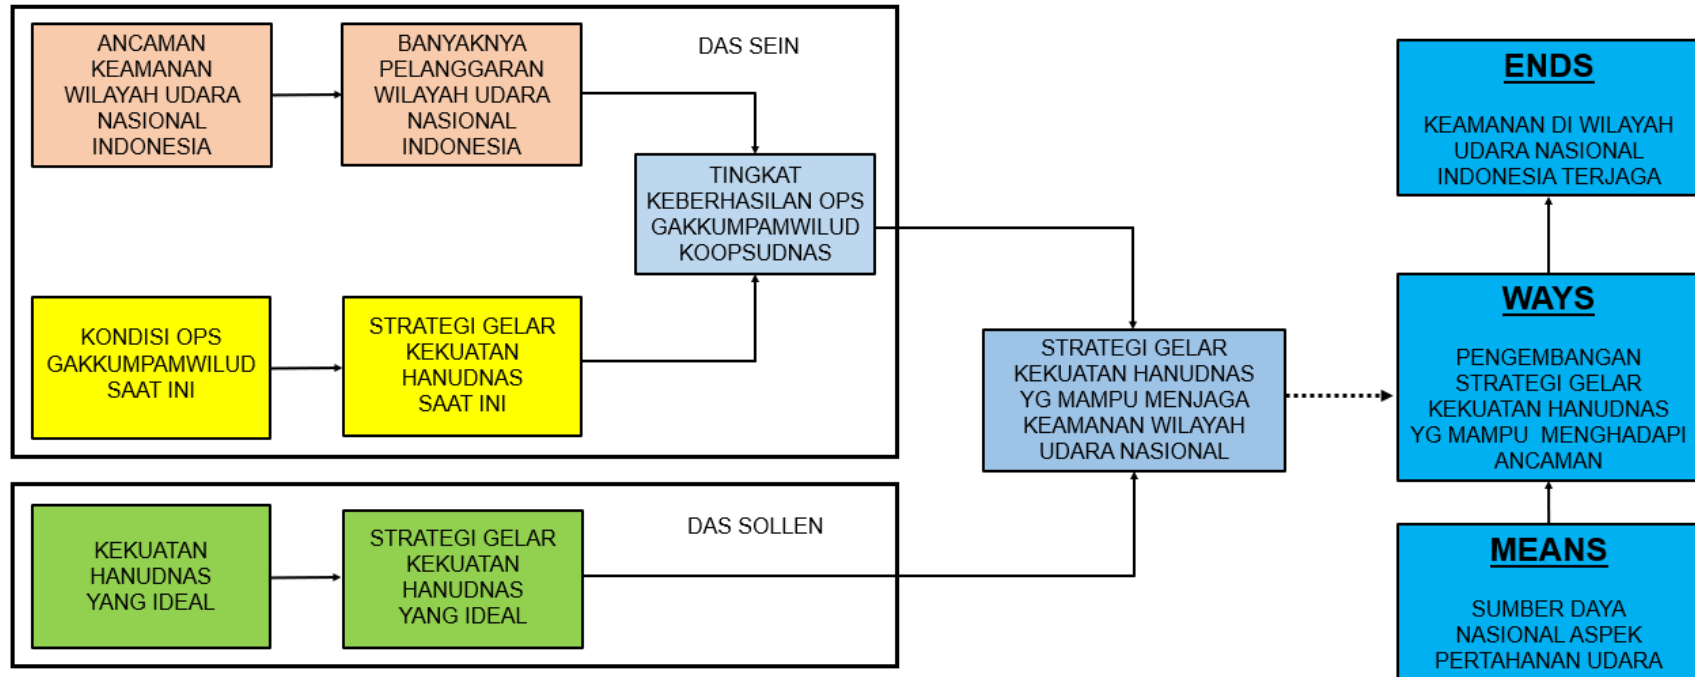 ANCAMAN
KEAMANAN
WILAYAH UDARA
NASIONAL
INDONESIA
BANYAKNYA
PELANGGARAN
WILAYAH UDARA
NASIONAL
INDONESIA
DAS SEIN
TINGKAT
KEBERHASILAN OPS
GAKKUMPAMWILUD
KOOPSUDNAS
KONDISI OPS
GAKKUMPAMWILUD
SAAT INI
STRATEGI GELAR
KEKUATAN
HANUDNAS
SAAT INI
KEKUATAN
HANUDNAS
YANG IDEAL
STRATEGI GELAR
KEKUATAN
HANUDNAS
YANG IDEAL
DAS SOLLEN
STRATEGI GELAR
KEKUATAN HANUDNAS
YG MAMPU MENJAGA
KEAMANAN WILAYAH
UDARA NASIONAL
ENDS
KEAMANAN DI WILAYAH
UDARA NASIONAL
INDONESIA TERJAGA
WAYS
PENGEMBANGAN
STRATEGI GELAR
KEKUATAN HANUDNAS
YG MAMPU MENGHADAPI
ANCAMAN
MEANS
SUMBER DAYA
NASIONAL ASPEK
PERTAHANAN UDARA